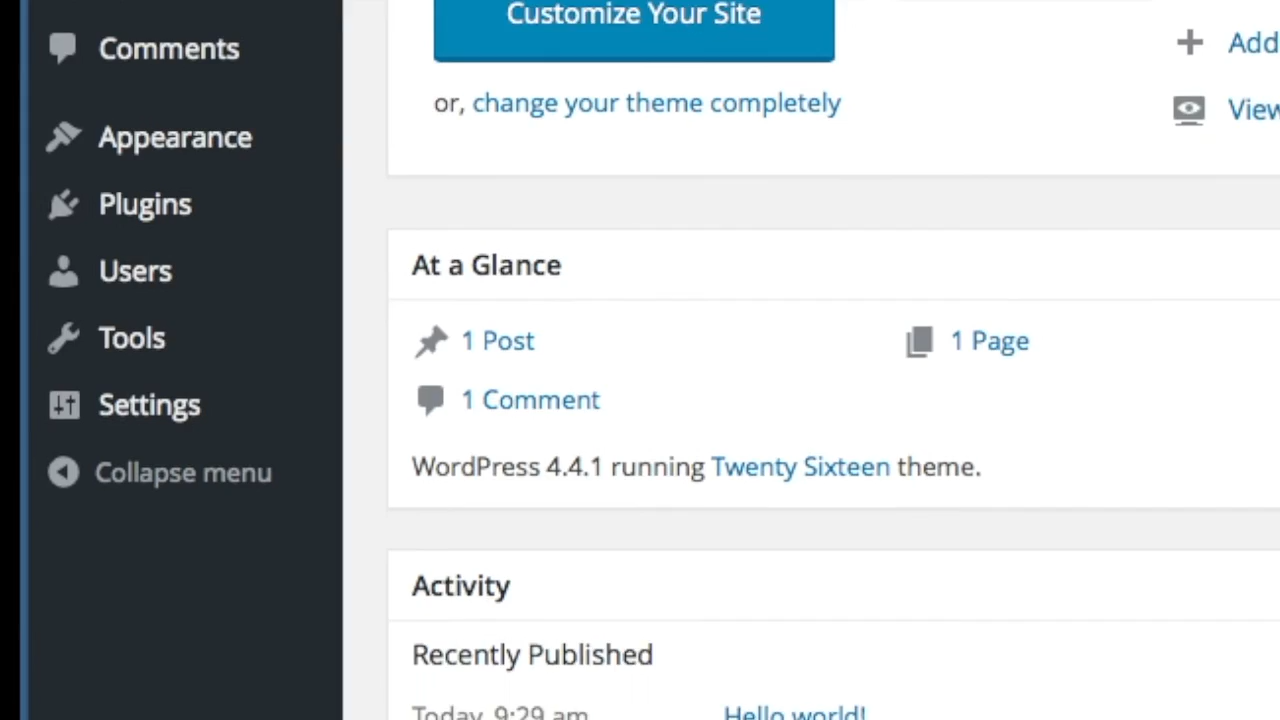 Comments
Appearance
Plugins
Users
Tools
Settings
Collapse menu
Customize Your Site
or, change your theme completely
Add
View
At a Glance
1 Post
1 Page
1 Comment
WordPress 4.4.1 running Twenty Sixteen theme.
Activity
Recently Published
Today, 9:29 am
Hello world!